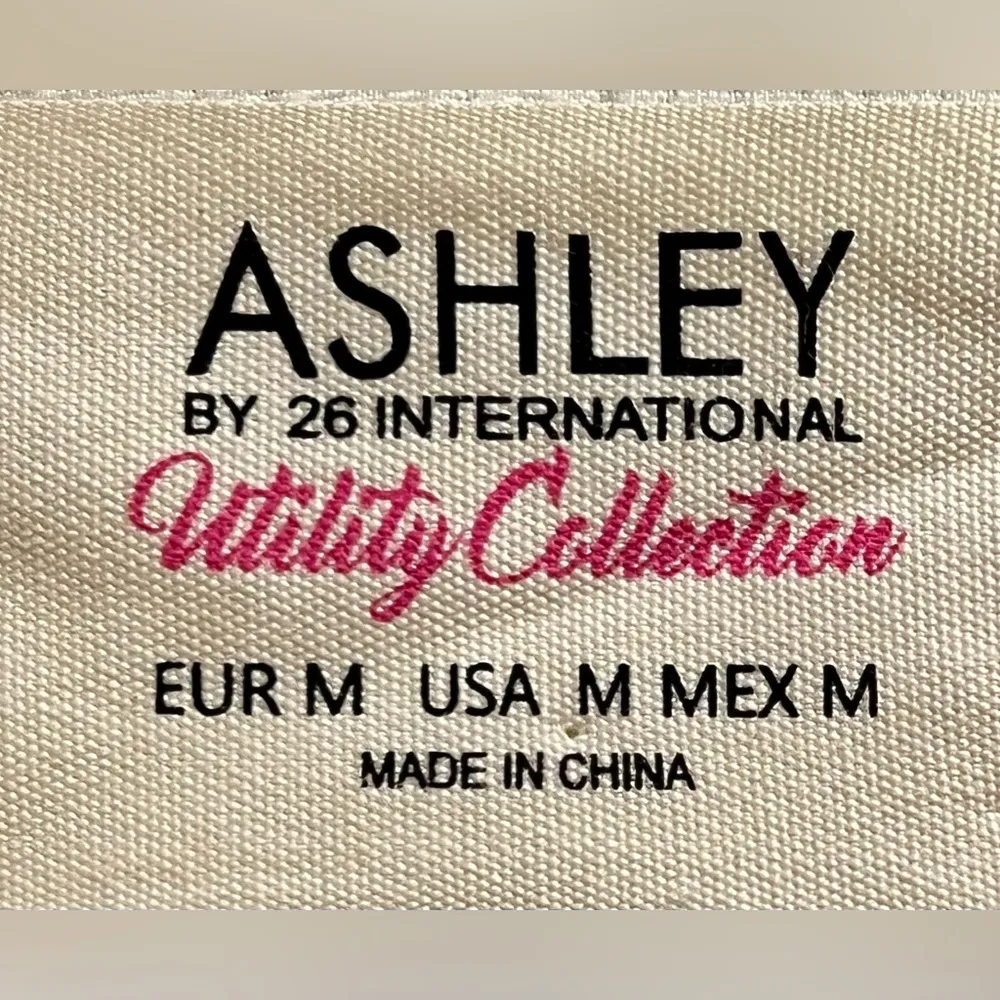 ASHLEY
BY 26 INTERNATIONAL
Utility Collection
EUR M USA M MEX M
MADE IN CHINA